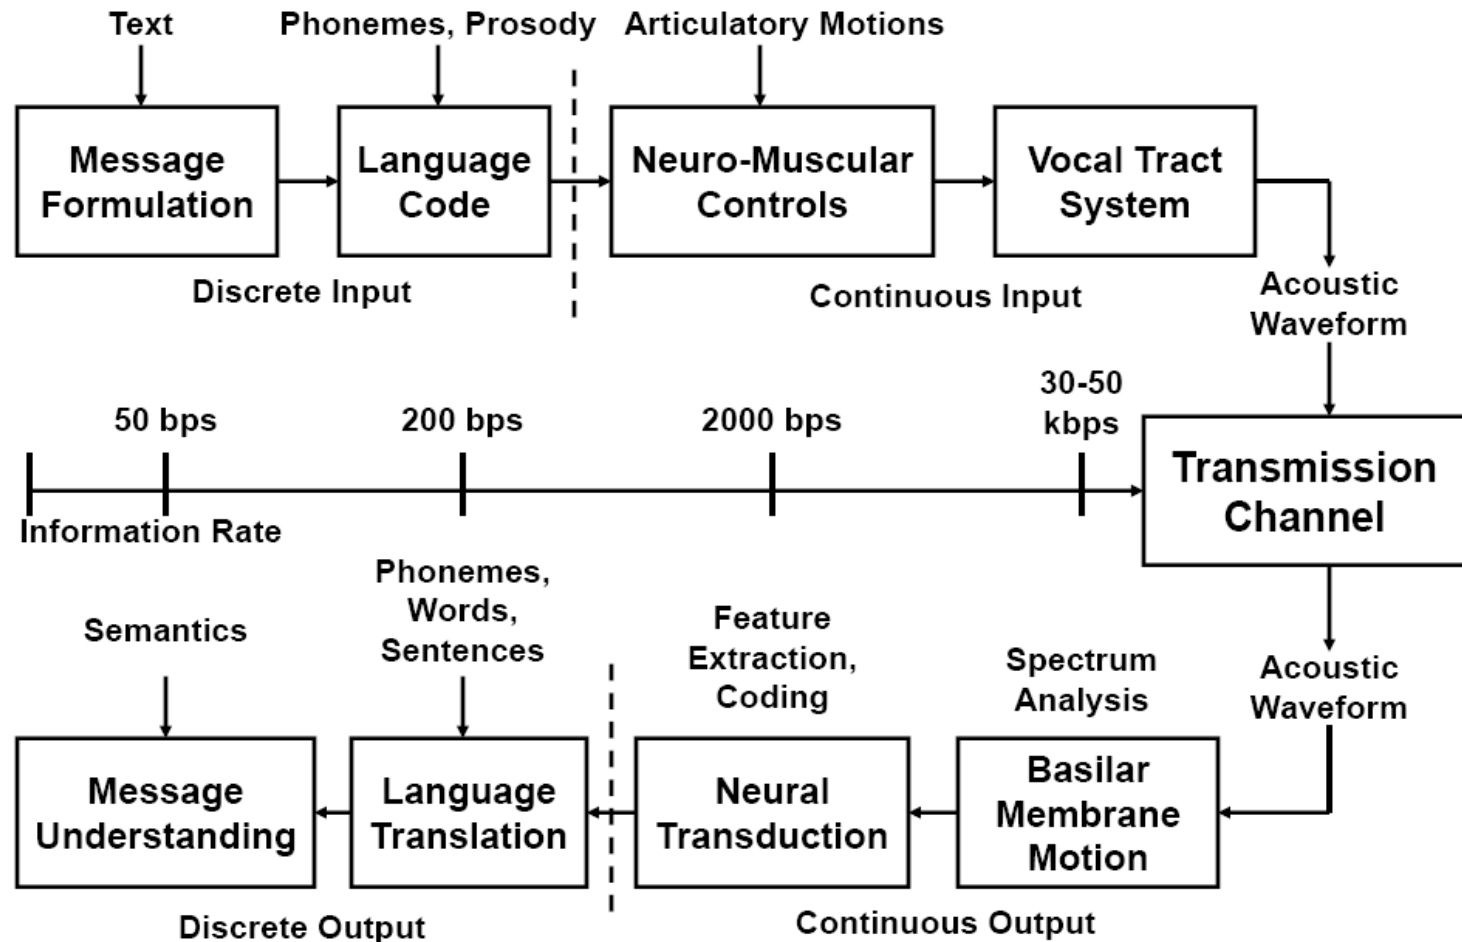 Text
Phonemes, Prosody
Articulatory Motions
Message
Formulation
Language
Code
Neuro-Muscular
Controls
Vocal Tract
System
Discrete Input
Continuous Input
Acoustic
Waveform
50 bps
200 bps
2000 bps
30-50
kbps
Information Rate
Transmission
Channel
Semantics
Phonemes,
Words,
Sentences
Feature
Extraction,
Coding
Spectrum
Analysis
Acoustic
Waveform
Message
Understanding
Language
Translation
Neural
Transduction
Basilar
Membrane
Motion
Discrete Output
Continuous Output